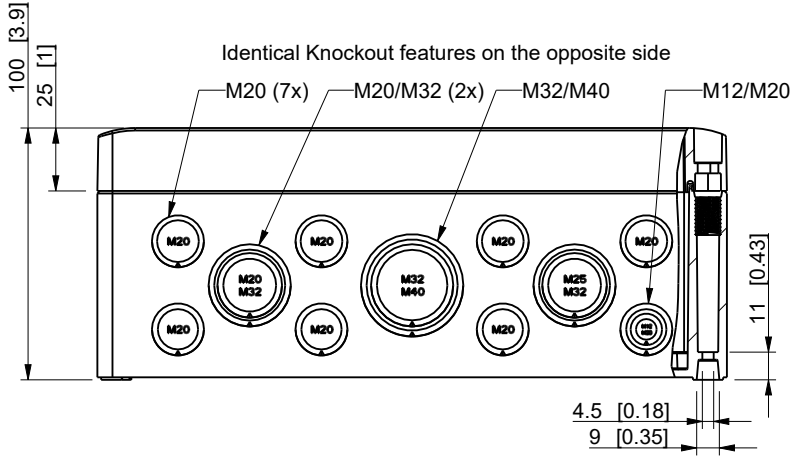 100 [3.9]
25 [1]
Identical Knockout features on the opposite side
M20 (7x)
M20/M32 (2x)
M32/M40
M12/M20
M20
M20
M20
M20
M20
M32
M32
M40
M25
M32
M20
M20
M20
11 [0.43]
4.5 [0.18]
9 [0.35]